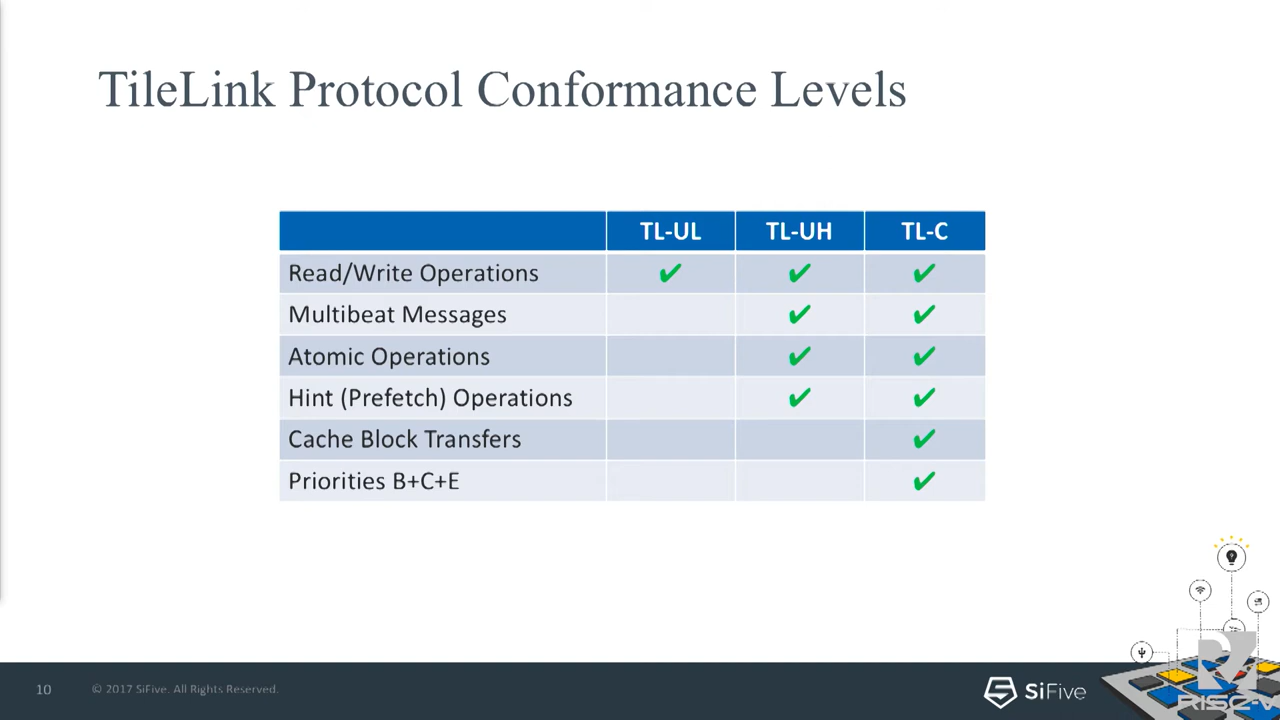 TileLink Protocol Conformance Levels
TL-UL TL-UH TL-C
Read/Write Operations ✔ ✔ ✔
Multibeat Messages ✔ ✔
Atomic Operations ✔ ✔
Hint (Prefetch) Operations ✔ ✔
Cache Block Transfers ✔
Priorities B+C+E ✔
10 © 2017 SiFive. All Rights Reserved.
SiFive
RISC-V